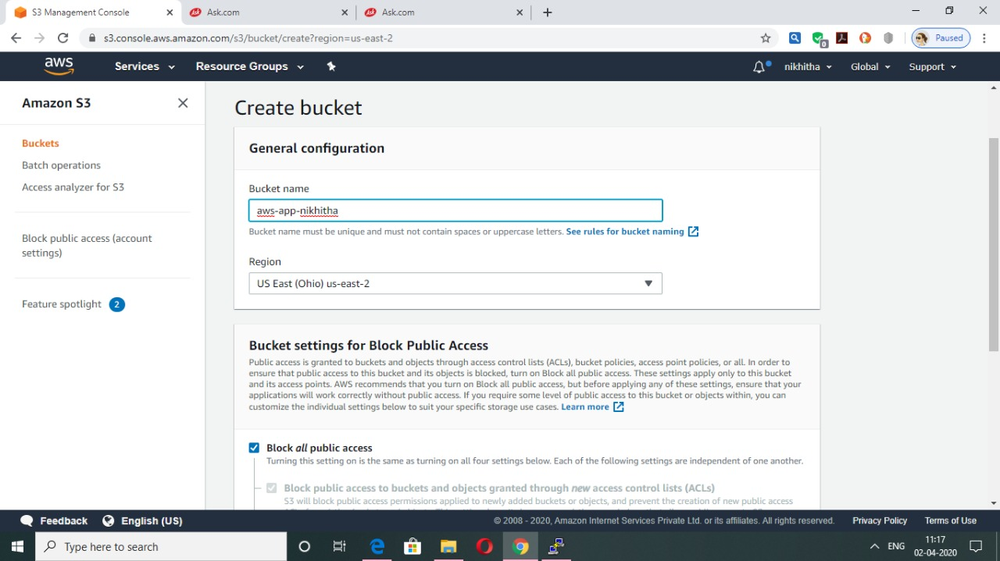 S3 Management Console
Ask.com
Ask.com
s3.console.aws.amazon.com/s3/bucket/create?region=us-east-2
0
Paused
aws
Services
Resource Groups
nikhitha
Global
Support
Amazon S3
Buckets
Batch operations
Access analyzer for S3
Block public access (account
settings)
Feature spotlight 2
Create bucket
General configuration
Bucket name
aws-app-nikhitha
Bucket name must be unique and must not contain spaces or uppercase letters. See rules for bucket naming
Region
US East (Ohio) us-east-2
Bucket settings for Block Public Access
Public access is granted to buckets and objects through access control lists (ACLs), bucket policies, access point policies, or all. In order to
ensure that public access to this bucket and its objects is blocked, turn on Block all public access. These settings apply only to this bucket
and its access points. AWS recommends that you turn on Block all public access, but before applying any of these settings, ensure that your
applications will work correctly without public access. If you require some level of public access to this bucket or objects within, you can
customize the individual settings below to suit your specific storage use cases. Learn more
Block all public access
Turning this setting on is the same as turning on all four settings below. Each of the following settings are independent of one another.
Block public access to buckets and objects granted through new access control lists (ACLs)
S3 will block public access permissions applied to newly added buckets or objects, and prevent the creation of new public access
Feedback
English (US)
© 2008 - 2020, Amazon Internet Services Private Ltd. or its affiliates. All rights reserved.
Privacy Policy
Terms of Use
Type here to search
ENG
11:17
02-04-2020